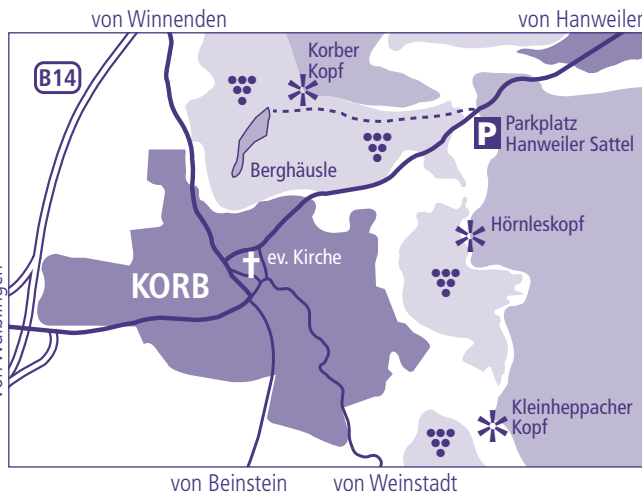 von Winnenden
von Hanweiler
B14
Korber
Kopf
P
Parkplatz
Hanweiler Sattel
Berghäusle
Hörnleskopf
ev. Kirche
KORB
Kleinheppacher
Kopf
von Beinstein
von Weinstadt